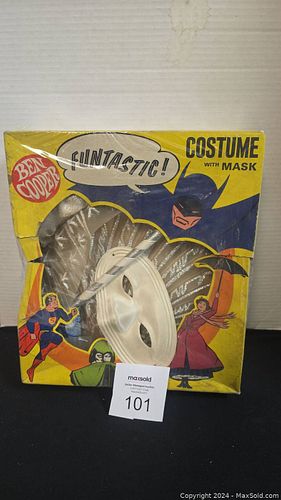 BEN
COOPER
FUNTASTIC!
COSTUME
WITH MASK
maxsold
101
Copyright © 2024 - MaxSold.com